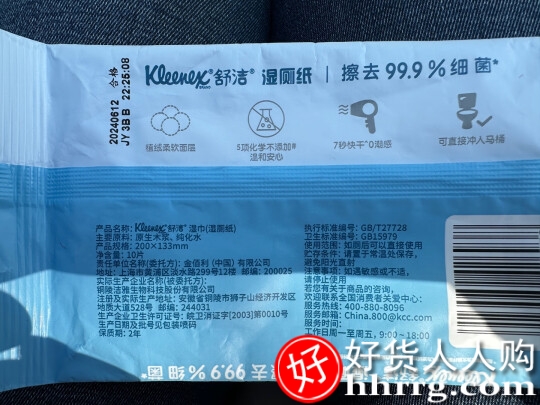 20240612 合格
JY 3B B 22:25:08
Kleenex® 舒洁® 湿厕纸 | 擦去 99.9%细菌*
植绒柔软面层
5项化学不添加#
温和安心
7秒快干^0潮感
可直接冲入马桶
产品名称: Kleenex® 舒洁® 湿巾(湿厕纸)
主要原料: 原生木浆、纯化水
产品规格: 200×133mm
净含量: 10片
责任单位名称(委托方): 金佰利 (中国) 有限公司
地址: 上海市黄浦区淡水路299号12楼 邮编: 200025
实际生产企业名称(被委托方):
铜陵洁雅生物科技股份有限公司
注册及实际生产地址: 安徽省铜陵市狮子山经济开发区
地质大道528号 邮编: 244031
生产企业卫生许可证号: 皖卫消证字[2003]第0010号
生产日期及批号见包装喷码
保质期: 2年
执行标准编号: GB/T27728
卫生标准编号: GB15979
使用范围: 如厕后可以直接使用
贮存条件: 请置于常温处保存,
避免阳光直射
注意事项: 如遇敏感或不适,
请停止使用
若您有关于商品的咨询,
欢迎联系全国消费者关爱中心:
服务热线: 400-880-8096
服务邮箱: China.800@kcc.com
服务时间:
工作日周一至周五, 9:00~18:00
擦去 99.9%细菌*
好货人人购
hhrrg.com